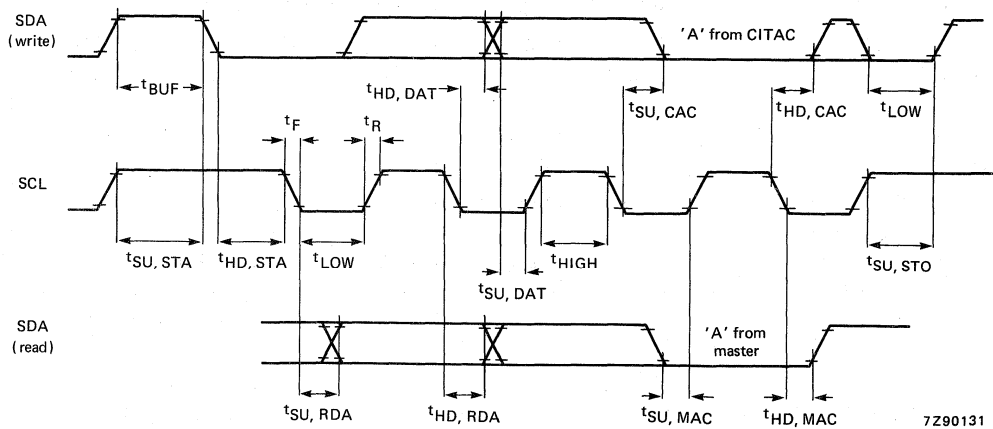 SDA
(write)
'A' from CITAC
tBUF
tHD, DAT
tSU, CAC
tHD, CAC
tLOW
tF
tR
SCL
tSU, STA
tHD, STA
tLOW
tSU, DAT
tHIGH
tSU, STO
SDA
(read)
'A' from
master
tSU, RDA
tHD, RDA
tSU, MAC
tHD, MAC
7Z90131